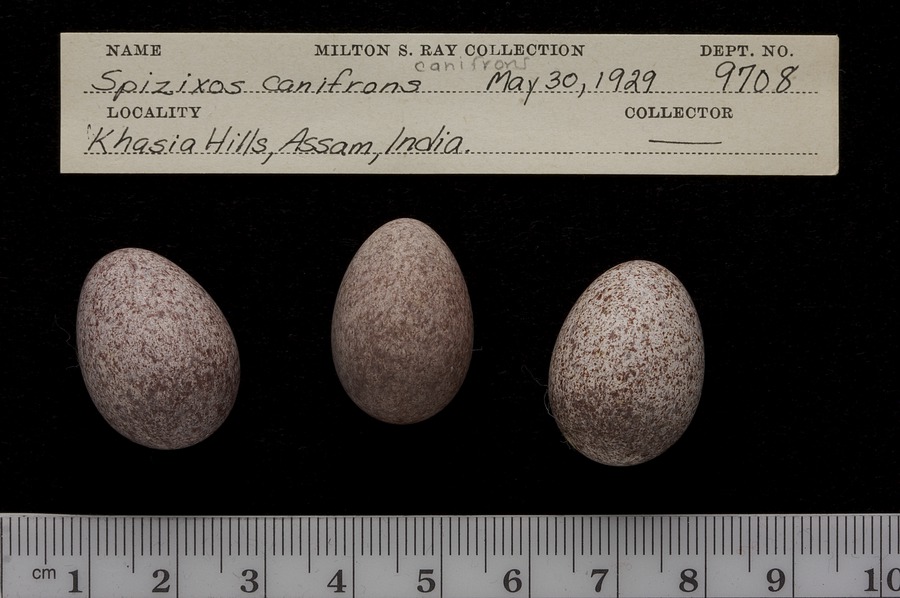 NAME MILTON S. RAY COLLECTION DEPT. NO.
canifrons
Spizixos canifrons May 30, 1929 9708
LOCALITY COLLECTOR
Khasia Hills, Assam, India. —
cm 1 2 3 4 5 6 7 8 9 10